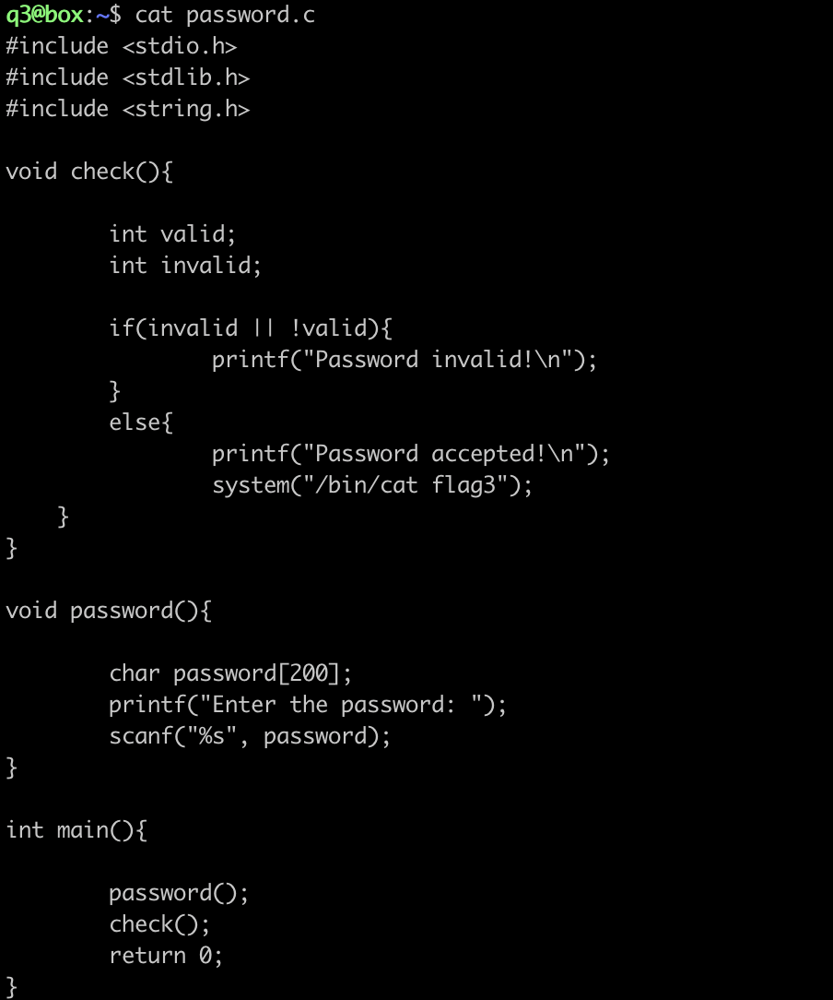 q3@box:~$ cat password.c
#include <stdio.h>
#include <stdlib.h>
#include <string.h>

void check(){

        int valid;
        int invalid;

        if(invalid || !valid){
                printf("Password invalid!\n");
        }
        else{
                printf("Password accepted!\n");
                system("/bin/cat flag3");
    }
}

void password(){

        char password[200];
        printf("Enter the password: ");
        scanf("%s", password);
}

int main(){

        password();
        check();
        return 0;
}